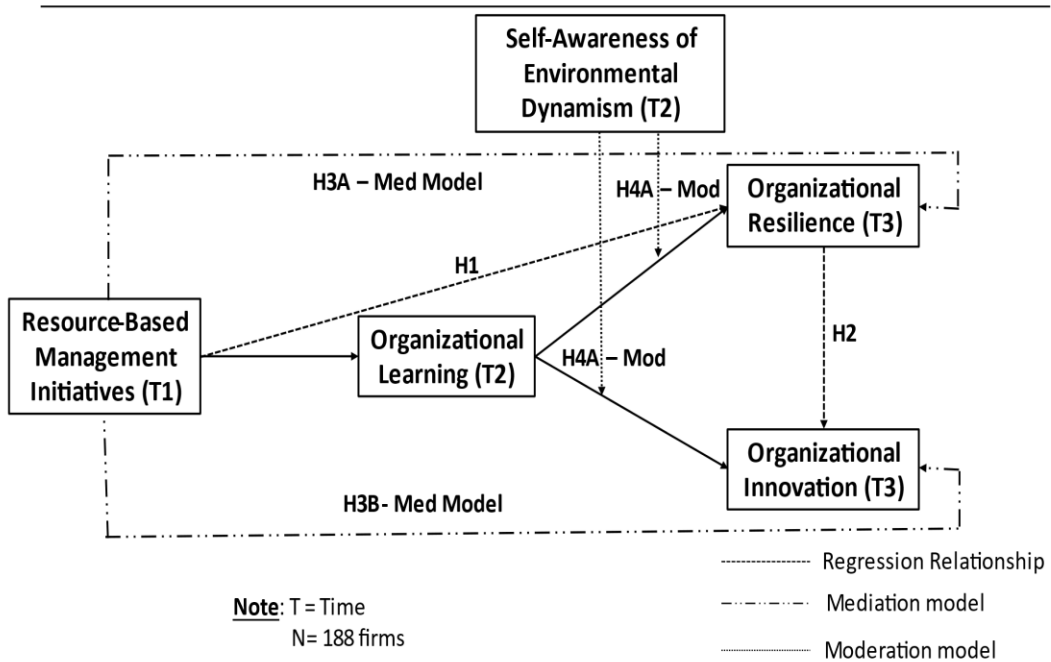 Self-Awareness of
Environmental
Dynamism (T2)
H3A – Med Model
H4A – Mod
Organizational
Resilience (T3)
H1
Resource-Based
Management
Initiatives (T1)
Organizational
Learning (T2)
H4A – Mod
H2
Organizational
Innovation (T3)
H3B- Med Model
Regression Relationship
Mediation model
Moderation model
Note: T = Time
N= 188 firms